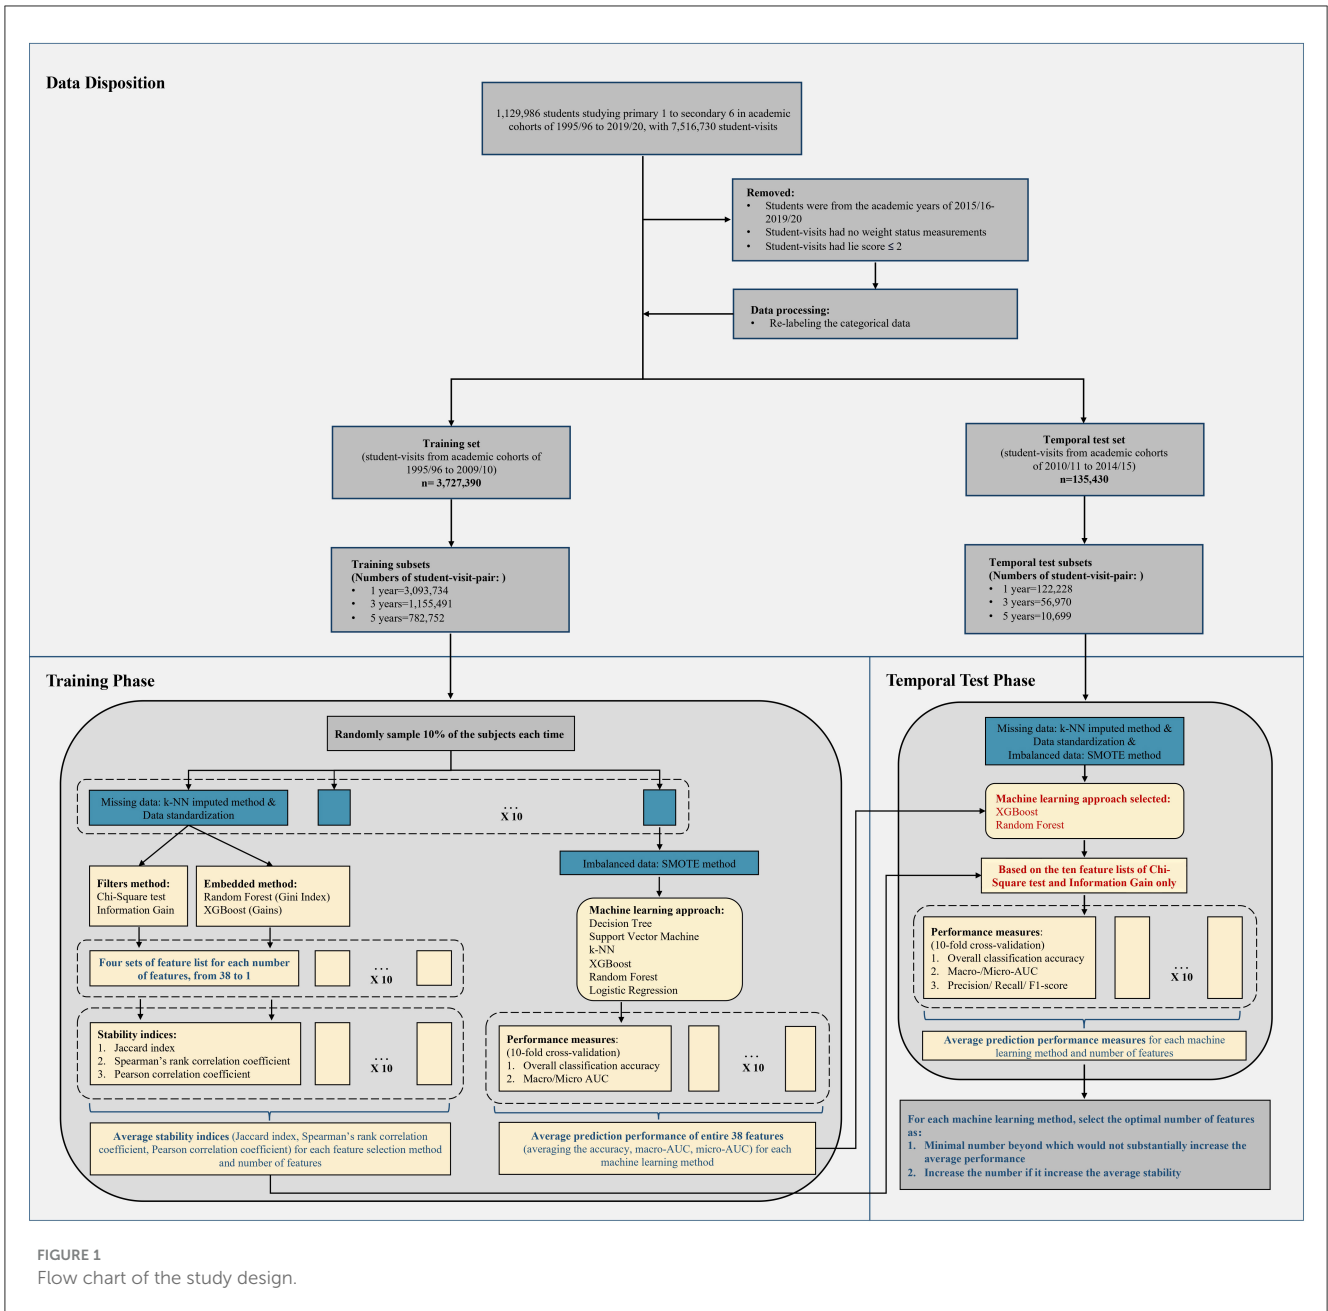 Data Disposition
1,129,986 students studying primary 1 to secondary 6 in academic
cohorts of 1995/96 to 2019/20, with 7,516,730 student-visits
Removed:
• Students were from the academic years of 2015/16-
2019/20
• Student-visits had no weight status measurements
• Student-visits had lie score ≤ 2
Data processing:
• Re-labeling the categorical data
Training set
(student-visits from academic cohorts of
1995/96 to 2009/10)
n= 3,727,390
Temporal test set
(student-visits from academic cohorts
of 2010/11 to 2014/15)
n=135,430
Training subsets
(Numbers of student-visit-pair: )
• 1 year=3,093,734
• 3 years=1,155,491
• 5 years=782,752
Temporal test subsets
(Numbers of student-visit-pair: )
• 1 year=122,228
• 3 years=56,970
• 5 years=10,699
Training Phase
Randomly sample 10% of the subjects each time
Missing data: k-NN imputed method &
Data standardization
...
X 10
Imbalanced data: SMOTE method
Filters method:
Chi-Square test
Information Gain
Embedded method:
Random Forest (Gini Index)
XGBoost (Gains)
Machine learning approach:
Decision Tree
Support Vector Machine
k-NN
XGBoost
Random Forest
Logistic Regression
Four sets of feature list for each number
of features, from 38 to 1
...
X 10
Stability indices:
1. Jaccard index
2. Spearman's rank correlation coefficient
3. Pearson correlation coefficient
...
X 10
Performance measures:
(10-fold cross-validation)
1. Overall classification accuracy
2. Macro/Micro AUC
...
X 10
Average stability indices (Jaccard index, Spearman's rank correlation
coefficient, Pearson correlation coefficient) for each feature selection method
and number of features
Average prediction performance of entire 38 features
(averaging the accuracy, macro-AUC, micro-AUC) for each
machine learning method
Temporal Test Phase
Missing data: k-NN imputed method &
Data standardization &
Imbalanced data: SMOTE method
Machine learning approach selected:
XGBoost
Random Forest
Based on the ten feature lists of Chi-
Square test and Information Gain only
Performance measures:
(10-fold cross-validation)
1. Overall classification accuracy
2. Macro-/Micro-AUC
3. Precision/ Recall/ F1-score
...
X 10
Average prediction performance measures for each machine
learning method and number of features
For each machine learning method, select the optimal number of features
as:
1. Minimal number beyond which would not substantially increase the
average performance
2. Increase the number if it increase the average stability
FIGURE 1
Flow chart of the study design.